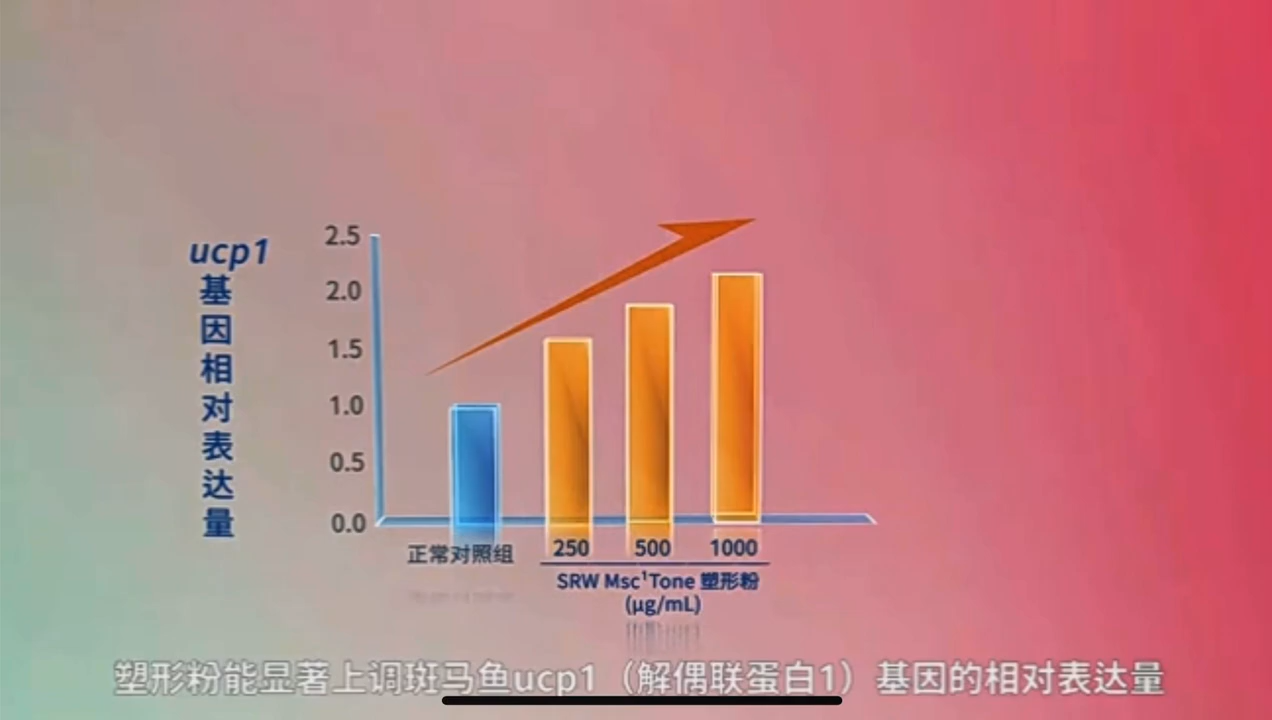 ucp1
基因相对表达量
2.5
2.0
1.5
1.0
0.5
0.0
正常对照组
250 500 1000
SRW Msc¹Tone 塑形粉
(μg/mL)
塑形粉能显著上调斑马鱼ucp1（解偶联蛋白1）基因的相对表达量